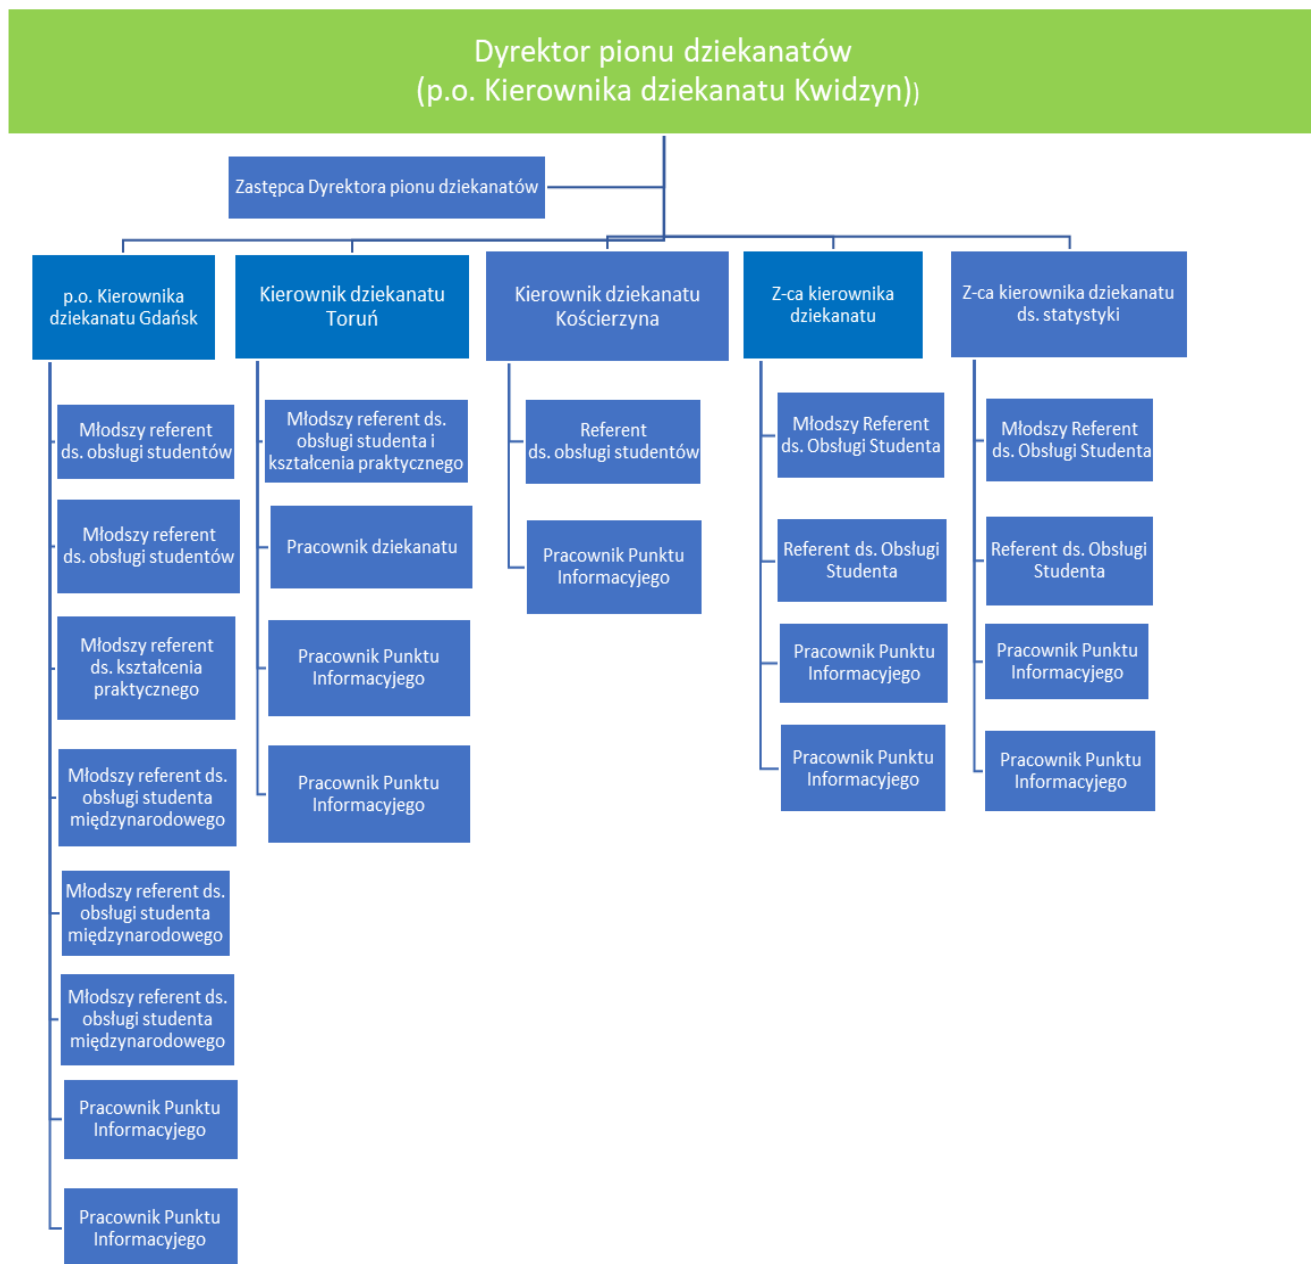 Dyrektor pionu dziekanatów
(p.o. Kierownika dziekanatu Kwidzyn))
Zastępca Dyrektora pionu dziekanatów
p.o. Kierownika
dziekanatu Gdańsk
Młodszy referent
ds. obsługi studentów
Młodszy referent
ds. obsługi studentów
Młodszy referent
ds. kształcenia
praktycznego
Młodszy referent ds.
obsługi studenta
międzynarodowego
Młodszy referent ds.
obsługi studenta
międzynarodowego
Młodszy referent ds.
obsługi studenta
międzynarodowego
Pracownik Punktu
Informacyjego
Pracownik Punktu
Informacyjego
Kierownik dziekanatu
Toruń
Młodszy referent ds.
obsługi studenta i
kształcenia praktycznego
Pracownik dziekanatu
Pracownik Punktu
Informacyjego
Pracownik Punktu
Informacyjego
Kierownik dziekanatu
Kościerzyna
Referent
ds. obsługi studentów
Pracownik Punktu
Informacyjego
Z-ca kierownika
dziekanatu
Młodszy Referent
ds. Obsługi Studenta
Referent ds. Obsługi
Studenta
Pracownik Punktu
Informacyjego
Pracownik Punktu
Informacyjego
Z-ca kierownika dziekanatu
ds. statystyki
Młodszy Referent
ds. Obsługi Studenta
Referent ds. Obsługi
Studenta
Pracownik Punktu
Informacyjego
Pracownik Punktu
Informacyjego